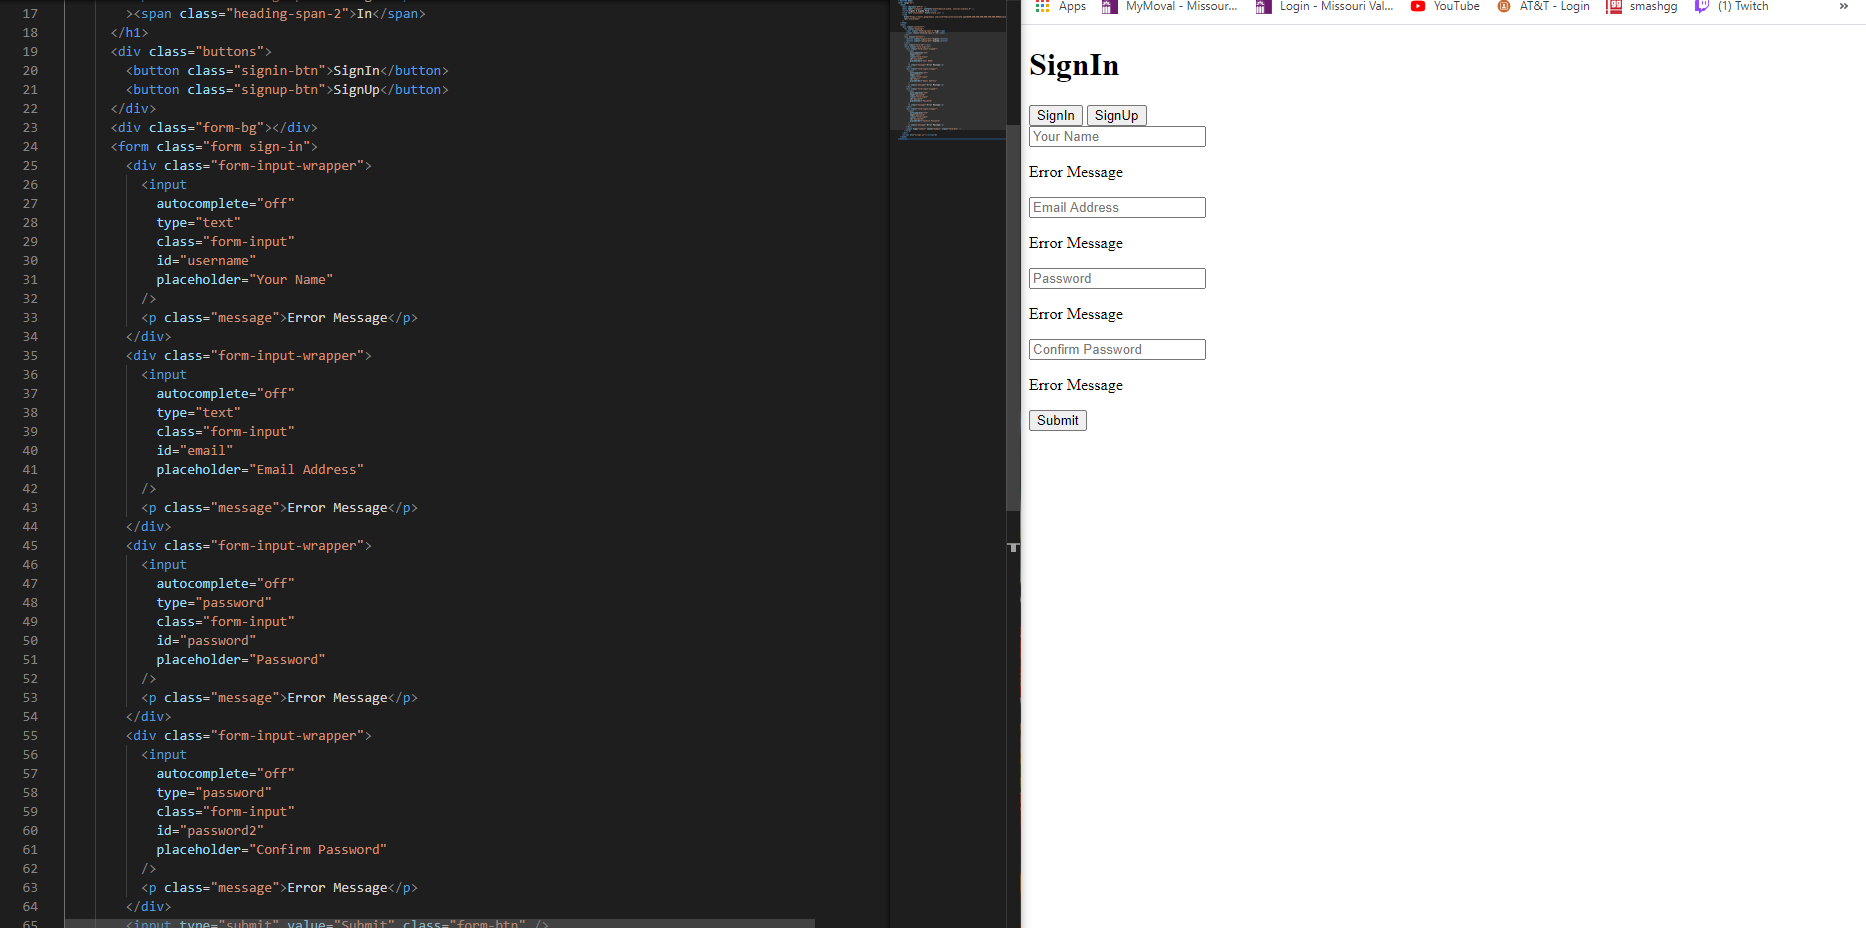 17 ><span class="heading-span-2">In</span>
18 </h1>
19 <div class="buttons">
20 <button class="signin-btn">SignIn</button>
21 <button class="signup-btn">SignUp</button>
22 </div>
23 <div class="form-bg"></div>
24 <form class="form sign-in">
25 <div class="form-input-wrapper">
26 <input
27 autocomplete="off"
28 type="text"
29 class="form-input"
30 id="username"
31 placeholder="Your Name"
32 />
33 <p class="message">Error Message</p>
34 </div>
35 <div class="form-input-wrapper">
36 <input
37 autocomplete="off"
38 type="text"
39 class="form-input"
40 id="email"
41 placeholder="Email Address"
42 />
43 <p class="message">Error Message</p>
44 </div>
45 <div class="form-input-wrapper">
46 <input
47 autocomplete="off"
48 type="password"
49 class="form-input"
50 id="password"
51 placeholder="Password"
52 />
53 <p class="message">Error Message</p>
54 </div>
55 <div class="form-input-wrapper">
56 <input
57 autocomplete="off"
58 type="password"
59 class="form-input"
60 id="password2"
61 placeholder="Confirm Password"
62 />
63 <p class="message">Error Message</p>
64 </div>
65 <input type="submit" value="Submit" class="form-btn" />
Apps MyMoval - Missour... Login - Missouri Val... YouTube AT&T - Login smashgg (1) Twitch »
SignIn
SignIn SignUp
Your Name
Error Message
Email Address
Error Message
Password
Error Message
Confirm Password
Error Message
Submit